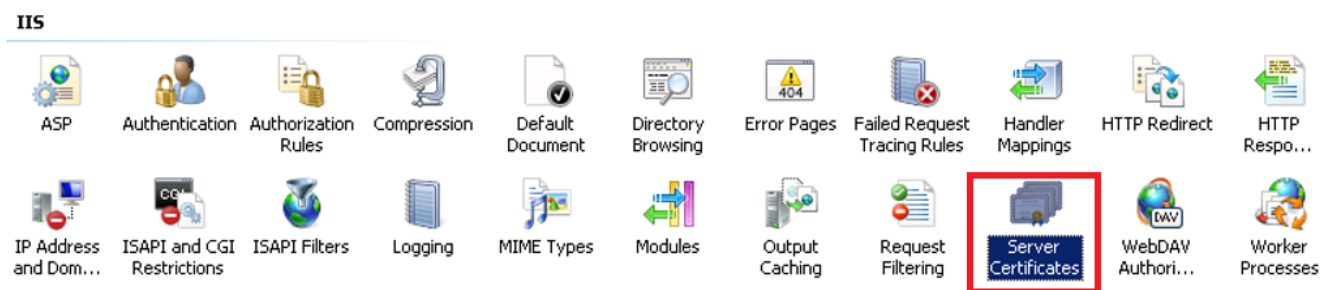 IIS
404
ASP
Authentication
Authorization
Rules
Compression
Default
Document
Directory
Browsing
Error Pages
Failed Request
Tracing Rules
Handler
Mappings
HTTP Redirect
HTTP
Respo...
CGI
DAV
IP Address
and Dom...
ISAPI and CGI
Restrictions
ISAPI Filters
Logging
MIME Types
Modules
Output
Caching
Request
Filtering
Server
Certificates
WebDAV
Authori...
Worker
Processes